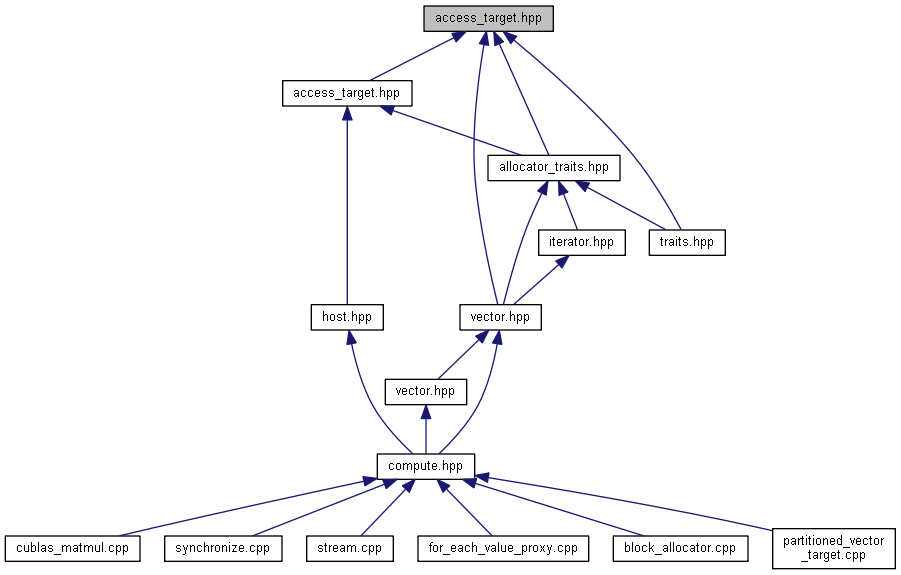 access_target.hpp
access_target.hpp
allocator_traits.hpp
iterator.hpp
traits.hpp
host.hpp
vector.hpp
vector.hpp
compute.hpp
cublas_matmul.cpp
synchronize.cpp
stream.cpp
for_each_value_proxy.cpp
block_allocator.cpp
partitioned_vector
_target.cpp